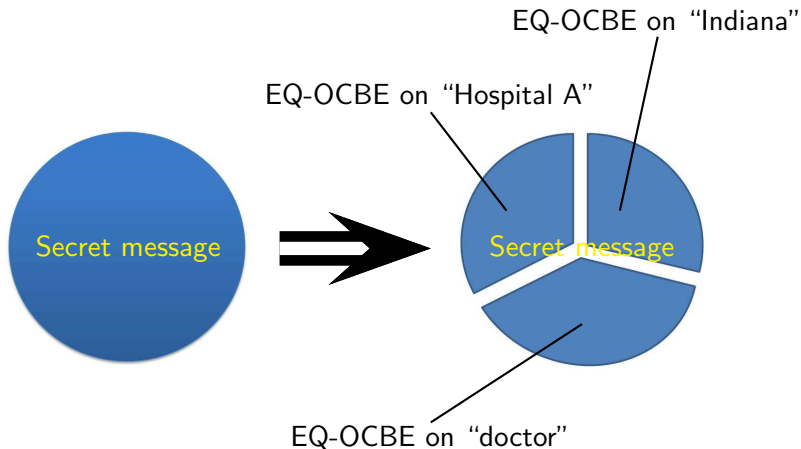 EQ-OCBE on “Indiana”
EQ-OCBE on “Hospital A”
Secret message
Secret message
EQ-OCBE on “doctor”